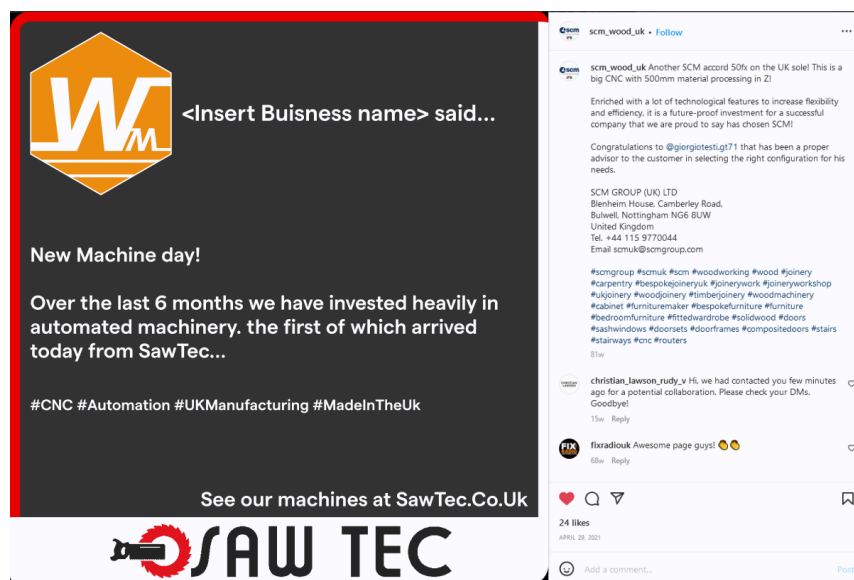 WM
<Insert Buisness name> said...
New Machine day!
Over the last 6 months we have invested heavily in
automated machinery. the first of which arrived
today from SawTec...
#CNC #Automation #UKManufacturing #MadeInTheUk
See our machines at SawTec.Co.Uk
SAW TEC
scm
scm_wood_uk • Follow
scm
scm_wood_uk Another SCM accord 50fx on the UK sole! This is a
big CNC with 500mm material processing in Z!
Enriched with a lot of technological features to increase flexibility
and efficiency, it is a future-proof investment for a successful
company that we are proud to say has chosen SCM!
Congratulations to @giorgiotesti.gt71 that has been a proper
advisor to the customer in selecting the right configuration for his
needs.
SCM GROUP (UK) LTD
Blenheim House, Camberley Road,
Bulwell, Nottingham NG6 8UW
United Kingdom
Tel. +44 115 9770044
Email scmuk@scmgroup.com
#scmgroup #scmuk #scm #woodworking #wood #joinery
#carpentry #bespokejoineryuk #joinerywork #joineryworkshop
#ukjoinery #woodjoinery #timberjoinery #woodmachinery
#cabinet #furnituremaker #bespokefurniture #furniture
#bedroomfurniture #fittedwardrobe #solidwood #doors
#sashwindows #doorsets #doorframes #compositedoors #stairs
#stairways #cnc #routers
81w
christian_lawson_rudy_v Hi, we had contacted you few minutes
ago for a potential collaboration. Please check your DMs.
Goodbye!
15w Reply
FIX
fixradiouk Awesome page guys! 👏👏
68w Reply
24 likes
APRIL 29, 2021
Add a comment...
Post